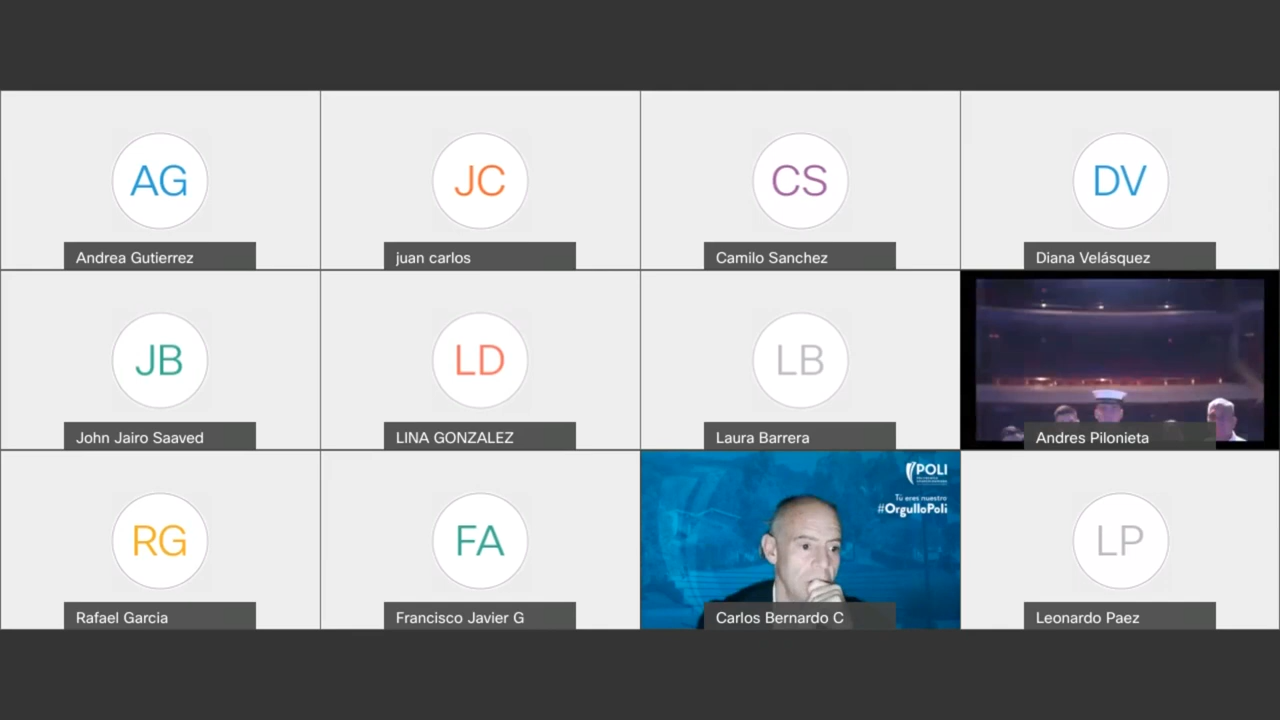 AG
JC
CS
DV
Andrea Gutierrez
juan carlos
Camilo Sanchez
Diana Velásquez
JB
LD
LB
John Jairo Saaved
LINA GONZALEZ
Laura Barrera
Andres Pilonieta
RG
FA
POLI
Tú eres nuestro
#OrgulloPoli
LP
Rafael Garcia
Francisco Javier G
Carlos Bernardo C
Leonardo Paez